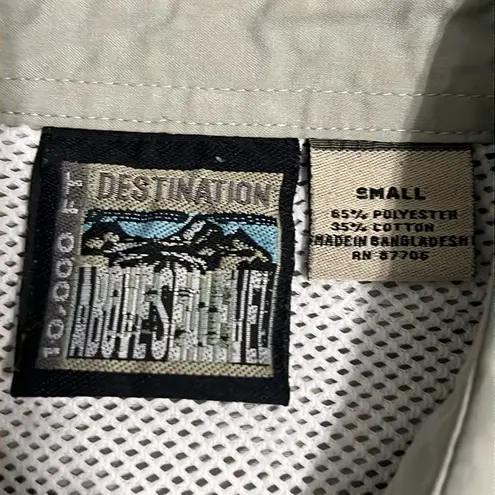 DESTINATION
10,000 FT
ABOVE SEA LEVEL
SMALL
65% POLYESTER
35% COTTON
MADE IN BANGLADESH
RN 87706